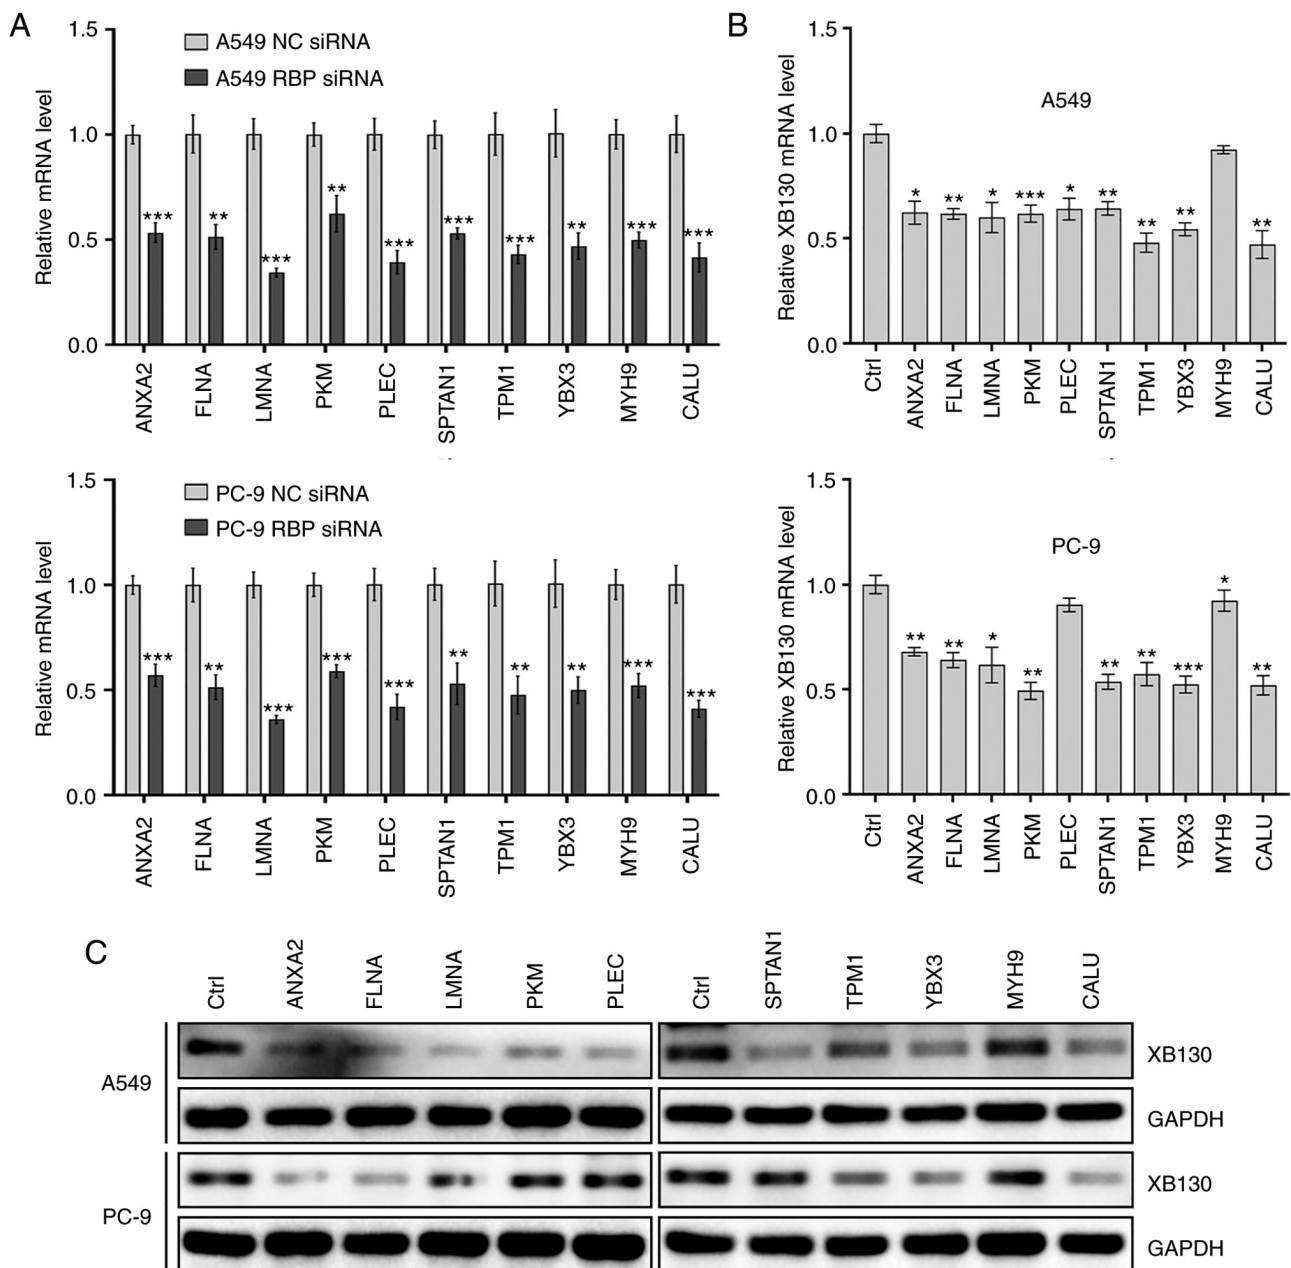 A
B
1.5
1.0
0.5
0.0
Relative mRNA level
A549 NC siRNA
A549 RBP siRNA
***
**
***
**
***
***
***
**
***
***
ANXA2
FLNA
LMNA
PKM
PLEC
SPTAN1
TPM1
YBX3
MYH9
CALU
1.5
1.0
0.5
0.0
Relative XB130 mRNA level
A549
*
**
*
***
*
**
**
**
**
Ctrl
ANXA2
FLNA
LMNA
PKM
PLEC
SPTAN1
TPM1
YBX3
MYH9
CALU
1.5
1.0
0.5
0.0
Relative mRNA level
PC-9 NC siRNA
PC-9 RBP siRNA
***
**
***
***
***
**
**
**
***
***
ANXA2
FLNA
LMNA
PKM
PLEC
SPTAN1
TPM1
YBX3
MYH9
CALU
1.5
1.0
0.5
0.0
Relative XB130 mRNA level
PC-9
**
**
*
**
**
**
***
*
**
Ctrl
ANXA2
FLNA
LMNA
PKM
PLEC
SPTAN1
TPM1
YBX3
MYH9
CALU
C
Ctrl
ANXA2
FLNA
LMNA
PKM
PLEC
Ctrl
SPTAN1
TPM1
YBX3
MYH9
CALU
A549
XB130
GAPDH
PC-9
XB130
GAPDH